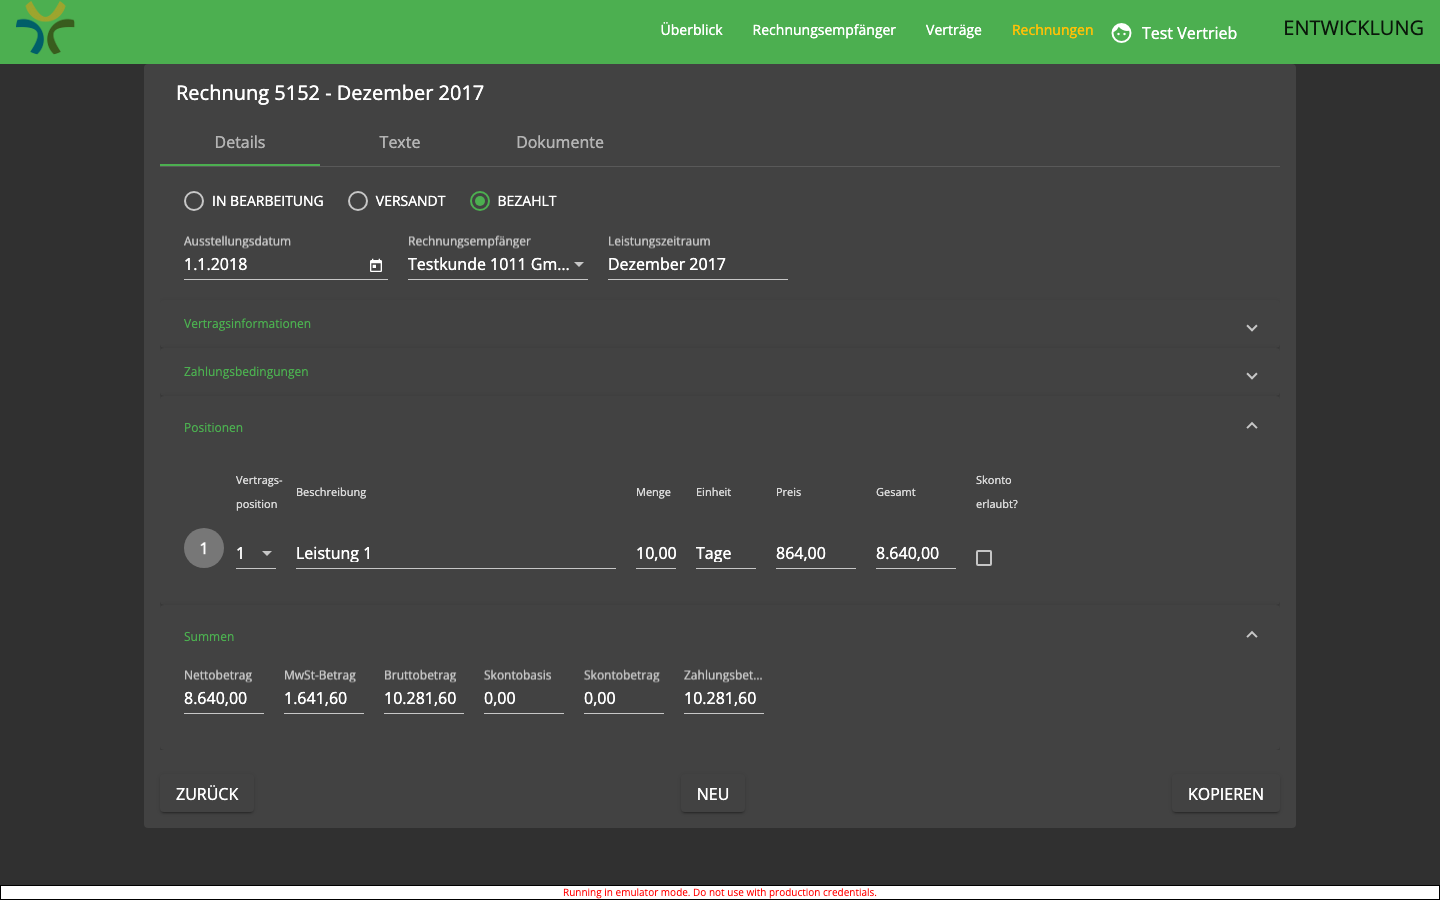 Überblick Rechnungsempfänger Verträge Rechnungen Test Vertrieb ENTWICKLUNG
Rechnung 5152 - Dezember 2017
Details Texte Dokumente
IN BEARBEITUNG VERSANDT BEZAHLT
Ausstellungsdatum Rechnungsempfänger Leistungszeitraum
1.1.2018 Testkunde 1011 Gm... Dezember 2017
Vertragsinformationen
Zahlungsbedingungen
Positionen
Vertrags-
position
Beschreibung Menge Einheit Preis Gesamt
Skonto
erlaubt?
1 1 Leistung 1 10,00 Tage 864,00 8.640,00
Summen
Nettobetrag MwSt-Betrag Bruttobetrag Skontobasis Skontobetrag Zahlungsbet...
8.640,00 1.641,60 10.281,60 0,00 0,00 10.281,60
ZURÜCK NEU KOPIEREN
Running in emulator mode. Do not use with production credentials.